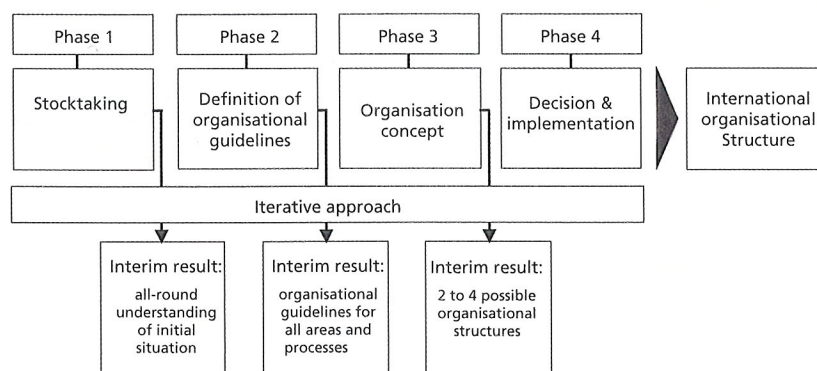 Phase 1
Phase 2
Phase 3
Phase 4
Stocktaking
Definition of
organisational
guidelines
Organisation
concept
Decision &
implementation
International
organisational
Structure
Iterative approach
Interim result:
all-round
understanding
of initial
situation
Interim result:
organisational
guidelines for
all areas and
processes
Interim result:
2 to 4 possible
organisational
structures